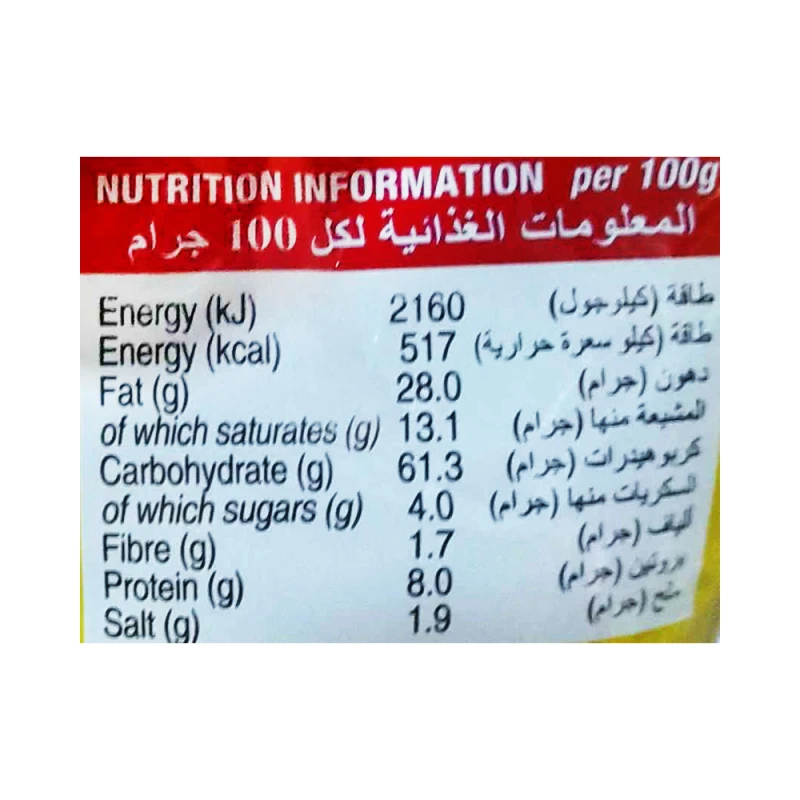 NUTRITION INFORMATION per 100g
المعلومات الغذائية لكل 100 جرام
Energy (kJ) 2160 طاقة (كيلوجول)
Energy (kcal) 517 طاقة (كيلو سعرة حرارية)
Fat (g) 28.0 دهون (جرام)
of which saturates (g) 13.1 المشبعة منها (جرام)
Carbohydrate (g) 61.3 كربوهيدرات (جرام)
of which sugars (g) 4.0 السكريات منها (جرام)
Fibre (g) 1.7 ألياف (جرام)
Protein (g) 8.0 بروتين (جرام)
Salt (g) 1.9 ملح (جرام)